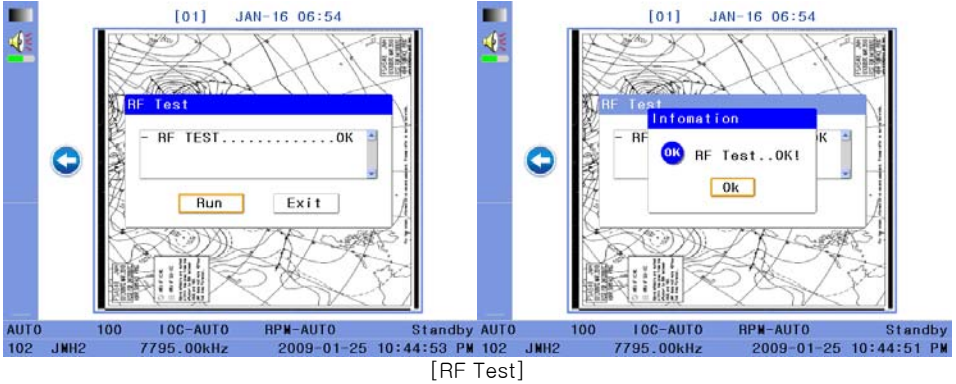 [01] JAN-16 06:54
RF Test
- RF TEST.............OK
Run Exit
AUTO 100 IOC-AUTO RPM-AUTO Standby
102 JMH2 7795.00kHz 2009-01-25 10:44:53 PM
[01] JAN-16 06:54
RF Test
Infomation
- RF K
OK RF Test..OK!
Ok
AUTO 100 IOC-AUTO RPM-AUTO Standby
102 JMH2 7795.00kHz 2009-01-25 10:44:51 PM
[RF Test]